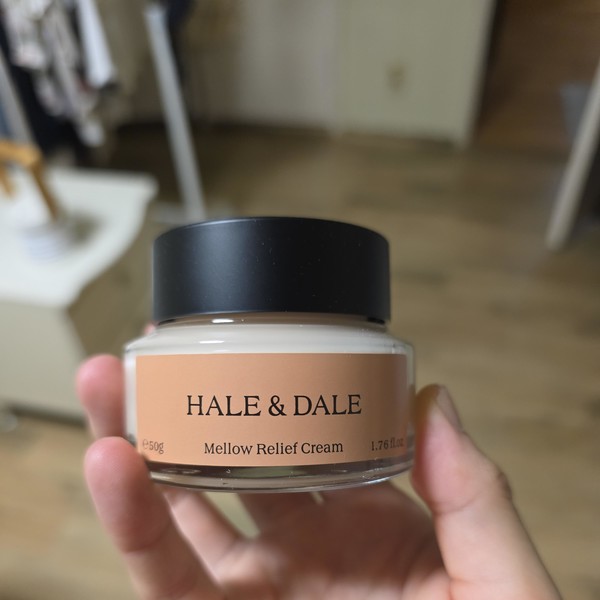 HALE & DALE
℮50g Mellow Relief Cream 1.76 fl.oz